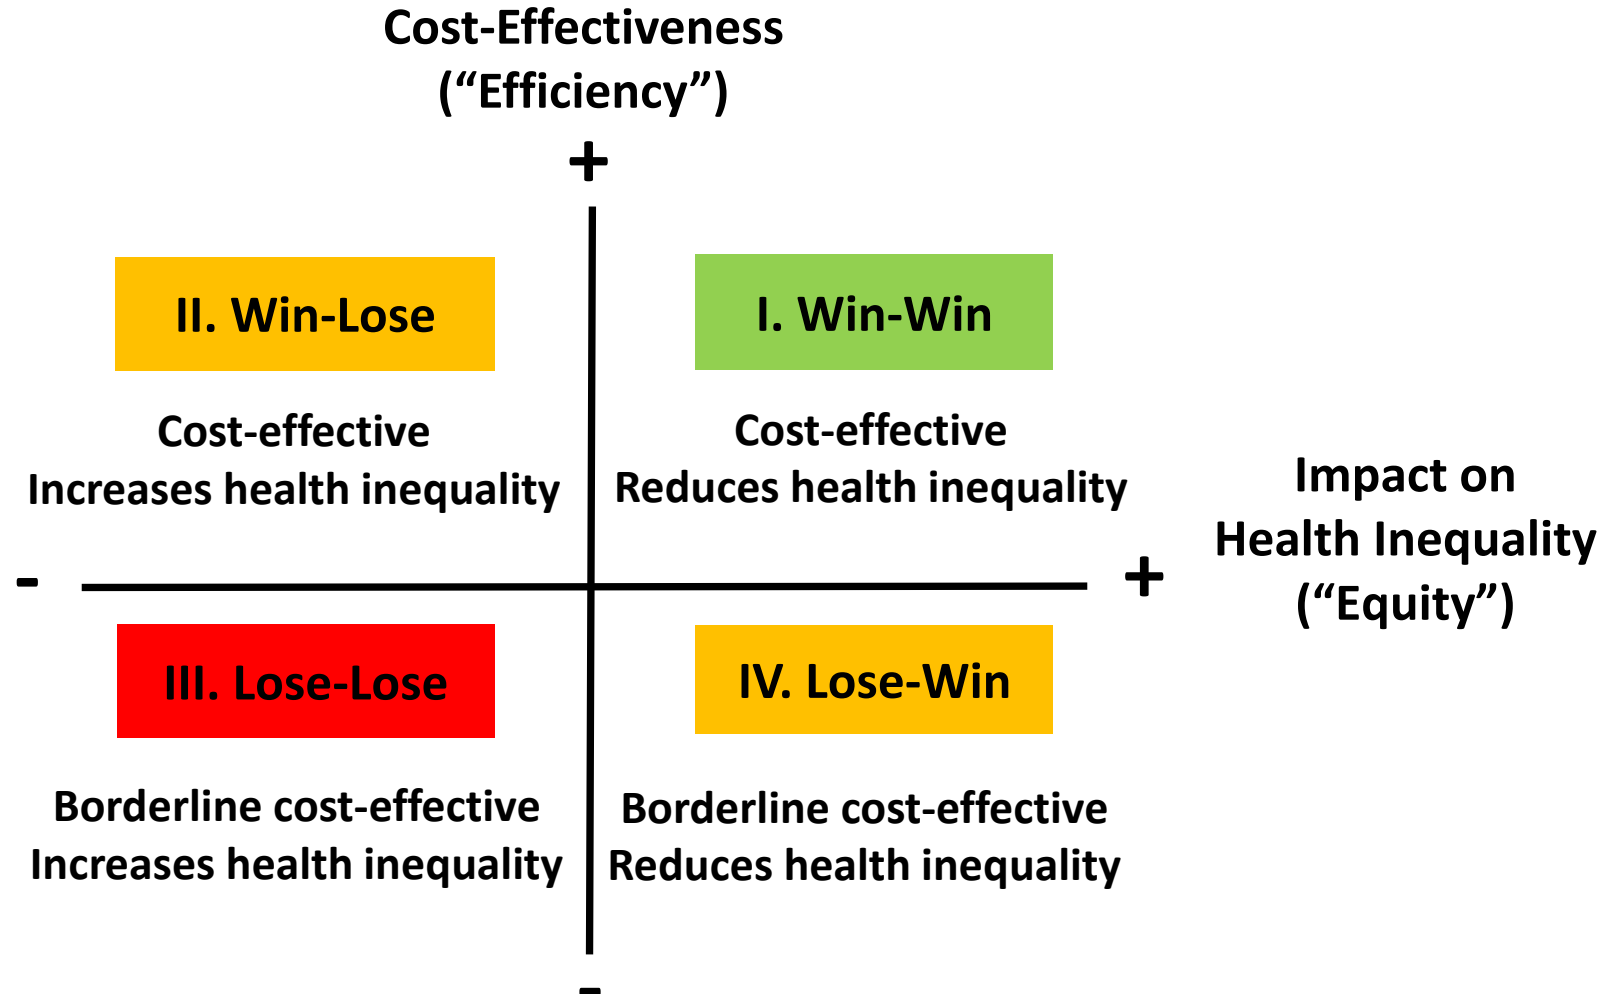 Cost-Effectiveness
(“Efficiency”)
+
II. Win-Lose
Cost-effective
Increases health inequality
I. Win-Win
Cost-effective
Reduces health inequality
-
+
Impact on
Health Inequality
(“Equity”)
III. Lose-Lose
Borderline cost-effective
Increases health inequality
IV. Lose-Win
Borderline cost-effective
Reduces health inequality
-